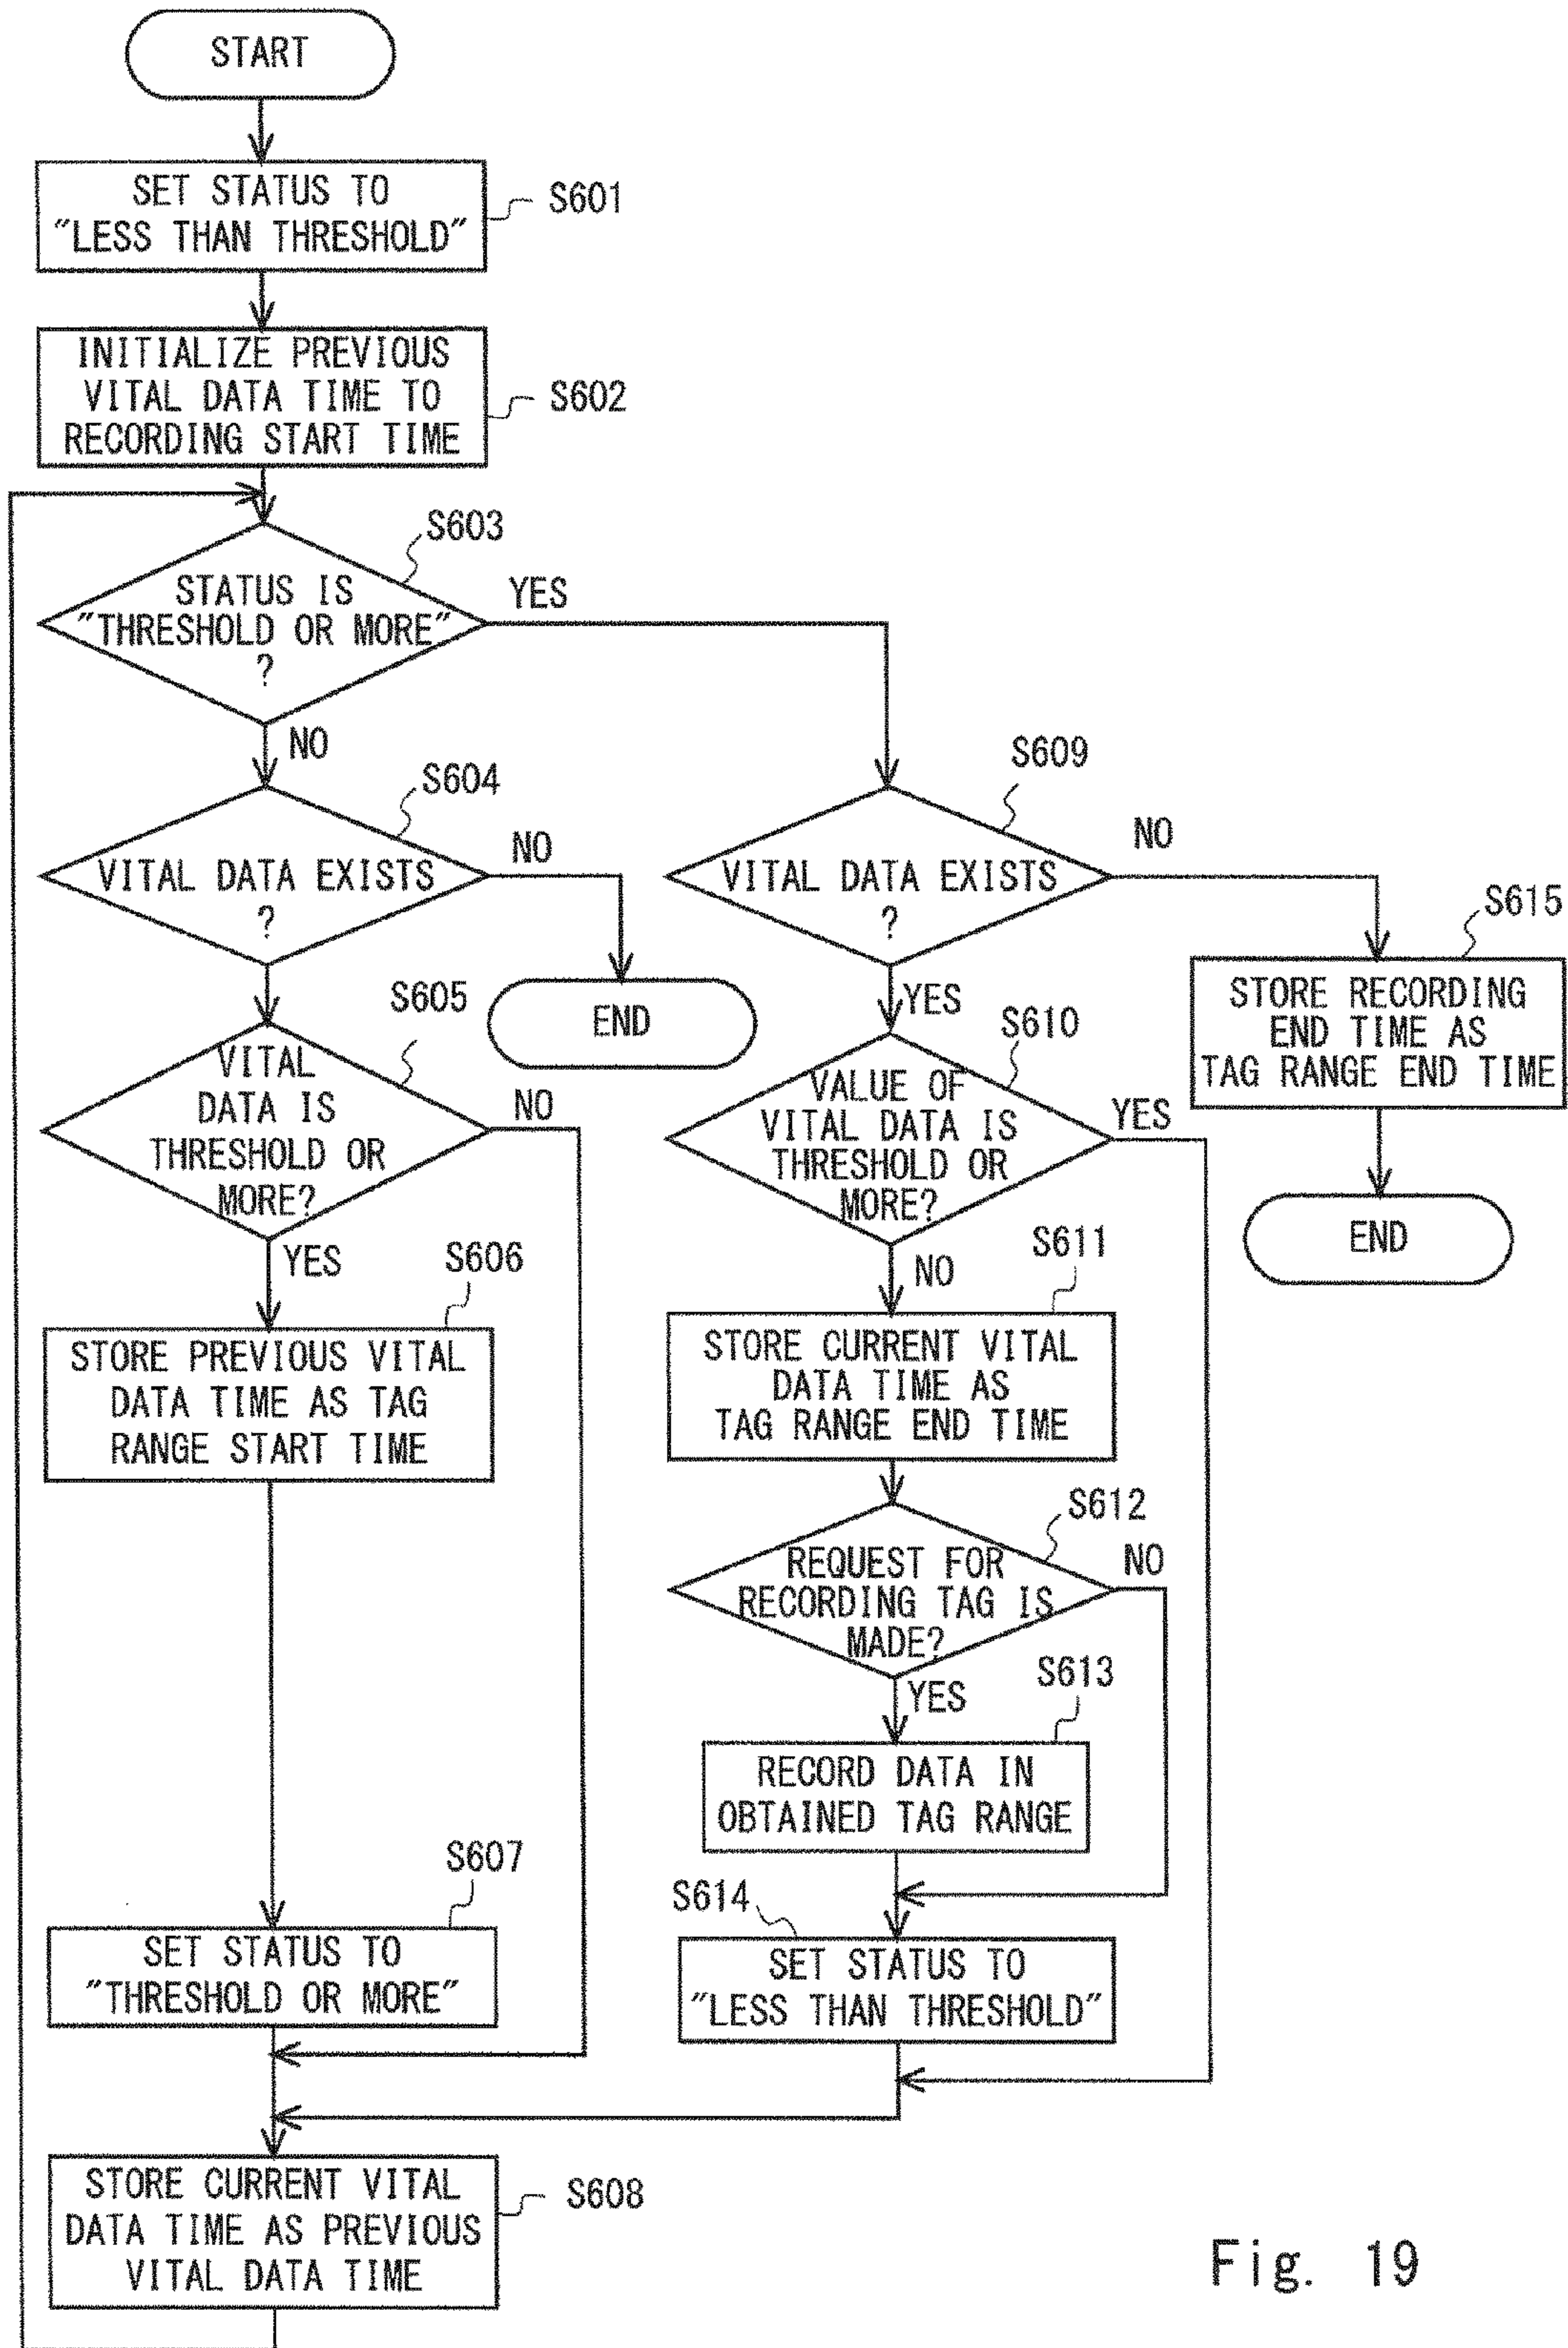 START
SET STATUS TO
"LESS THAN THRESHOLD"
S601
INITIALIZE PREVIOUS
VITAL DATA TIME TO
RECORDING START TIME
S602
S603
STATUS IS
"THRESHOLD OR MORE"
?
YES
NO
S604
VITAL DATA EXISTS
?
NO
END
S605
VITAL
DATA IS
THRESHOLD OR
MORE?
NO
YES
S606
STORE PREVIOUS VITAL
DATA TIME AS TAG
RANGE START TIME
S607
SET STATUS TO
"THRESHOLD OR MORE"
S608
STORE CURRENT VITAL
DATA TIME AS PREVIOUS
VITAL DATA TIME
S609
VITAL DATA EXISTS
?
NO
YES
S610
VALUE OF
VITAL DATA IS
THRESHOLD OR
MORE?
YES
NO
S611
STORE CURRENT VITAL
DATA TIME AS
TAG RANGE END TIME
S612
REQUEST FOR
RECORDING TAG IS
MADE?
NO
YES
S613
RECORD DATA IN
OBTAINED TAG RANGE
S614
SET STATUS TO
"LESS THAN THRESHOLD"
S615
STORE RECORDING
END TIME AS
TAG RANGE END TIME
END
Fig. 19